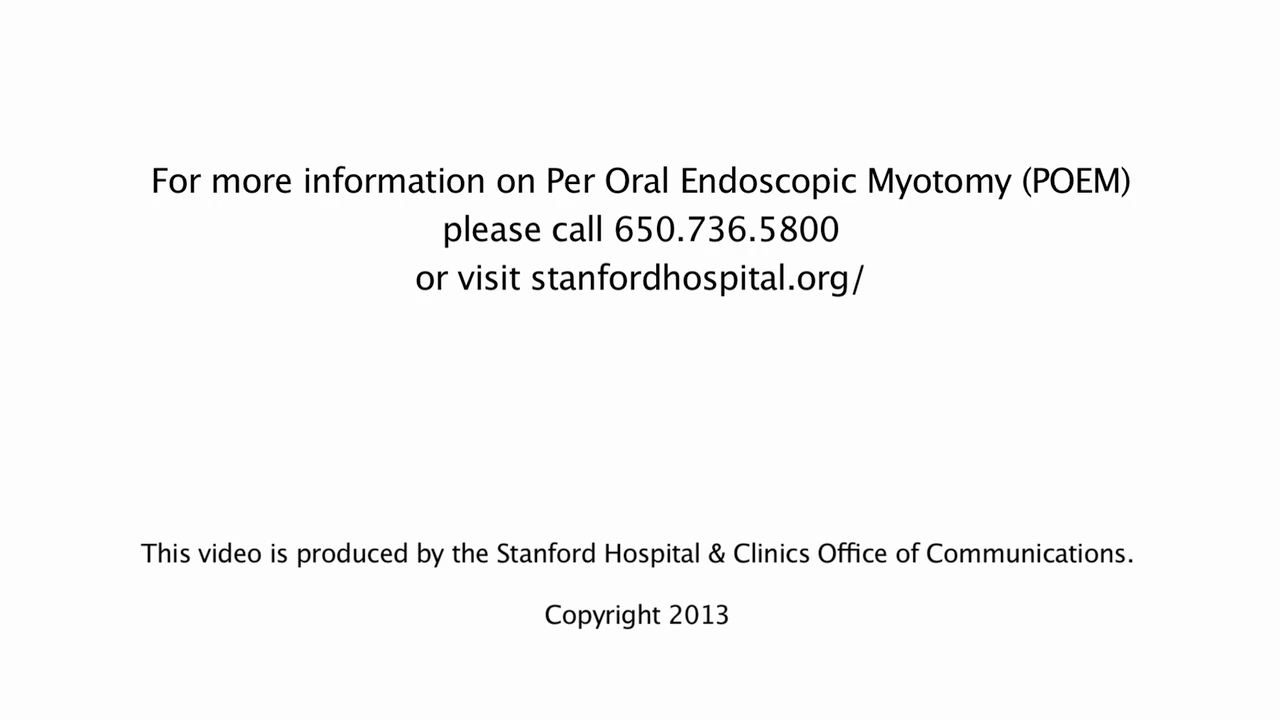 For more information on Per Oral Endoscopic Myotomy (POEM)
please call 650.736.5800
or visit stanfordhospital.org/
This video is produced by the Stanford Hospital & Clinics Office of Communications.
Copyright 2013